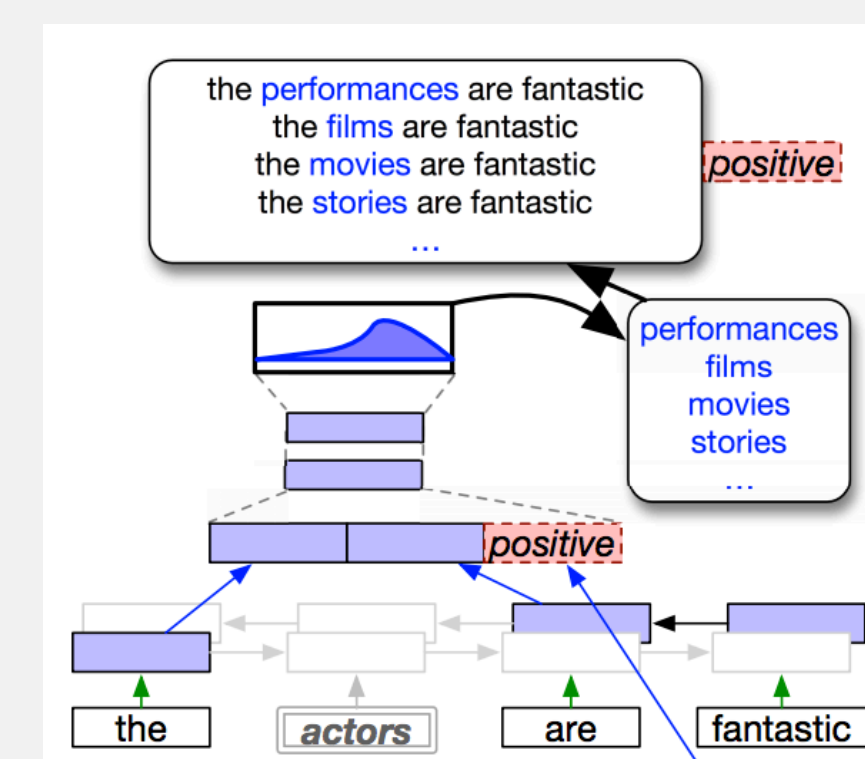 the performances are fantastic
the films are fantastic
the movies are fantastic
the stories are fantastic
...
positive
performances
films
movies
stories
...
positive
the
actors
are
fantastic